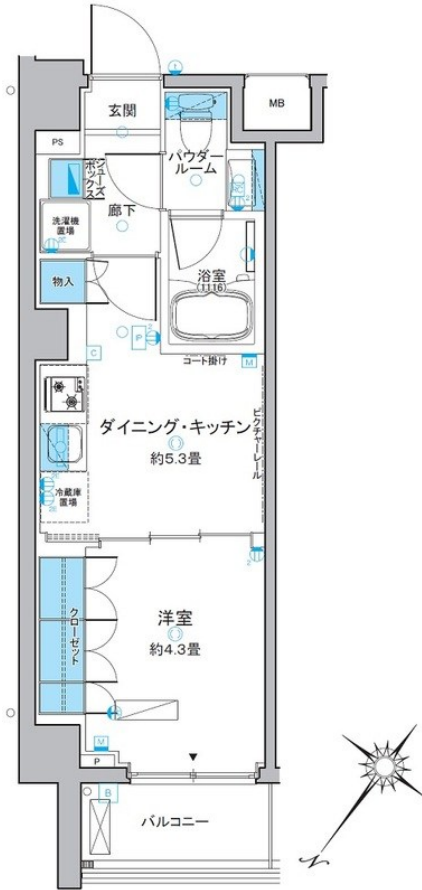 玄関
MB
PS
シューズ
ボックス
パウダー
ルーム
洗濯機
置場
廊下
浴室
(1116)
物入
P
C
コート掛け
M
ダイニング・キッチン
約5.3畳
ピクチャーレール
冷蔵庫
置場
2
洋室
約4.3畳
クローゼット
M
P
B
バルコニー
N